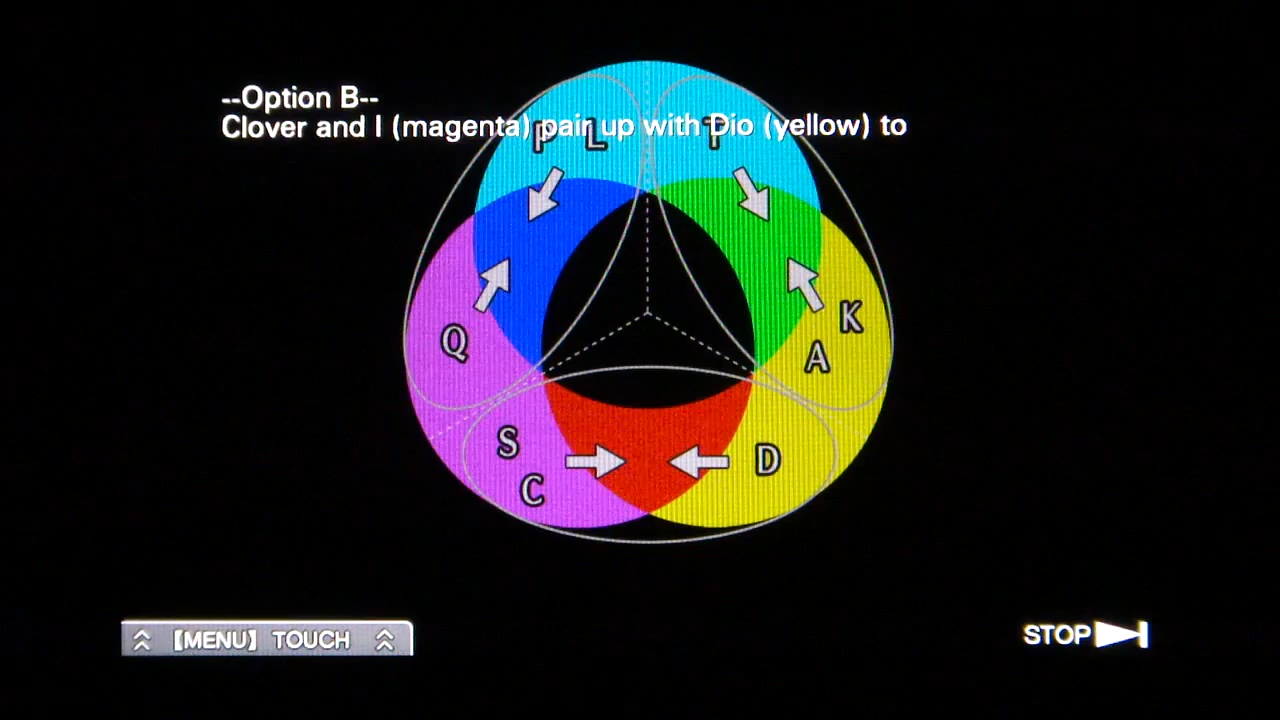 --Option B--
Clover and I (magenta) pair up with Dio (yellow) to
P L T
Q
K
A
S
C
D
【MENU】 TOUCH
STOP